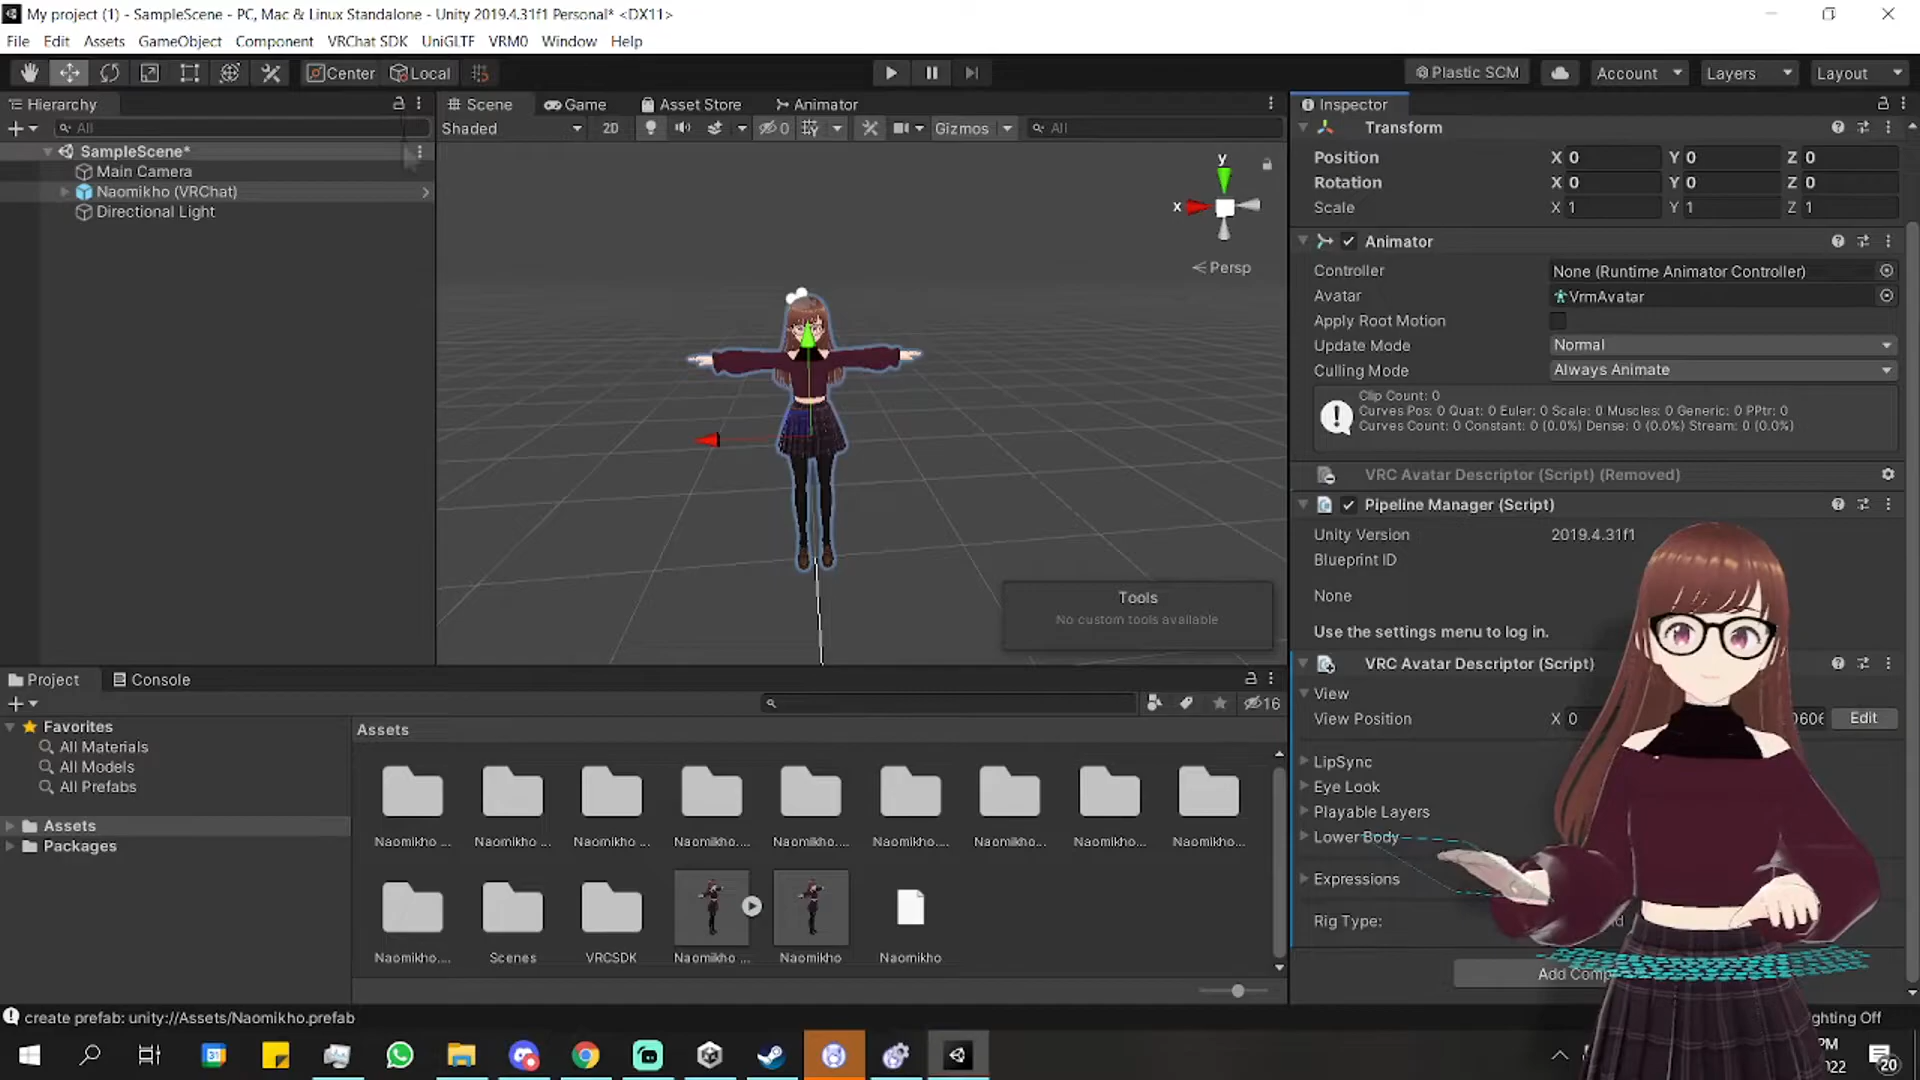 My project (1) - SampleScene - PC, Mac & Linux Standalone - Unity 2019.4.31f1 Personal* <DX11>
File Edit Assets GameObject Component VRChat SDK UniGLTF VRM0 Window Help
Center Local Plastic SCM Account Layers Layout
Hierarchy
All
SampleScene*
Main Camera
Naomikho (VRChat)
Directional Light
Scene Game Asset Store Animator
Shaded 2D 0 Gizmos All
y
x
Persp
Tools
No custom tools available
Inspector
Transform
Position X 0 Y 0 Z 0
Rotation X 0 Y 0 Z 0
Scale X 1 Y 1 Z 1
Animator
Controller None (Runtime Animator Controller)
Avatar VrmAvatar
Apply Root Motion
Update Mode Normal
Culling Mode Always Animate
Clip Count: 0
Curves Pos: 0 Quat: 0 Euler: 0 Scale: 0 Muscles: 0 Generic: 0 PPtr: 0
Curves Count: 0 Constant: 0 (0.0%) Dense: 0 (0.0%) Stream: 0 (0.0%)
VRC Avatar Descriptor (Script) (Removed)
Pipeline Manager (Script)
Unity Version 2019.4.31f1
Blueprint ID
None
Use the settings menu to log in.
VRC Avatar Descriptor (Script)
View
View Position X 0 Edit
LipSync
Eye Look
Playable Layers
Lower Body
Expressions
Rig Type:
Add
Project Console
16
Favorites
All Materials
All Models
All Prefabs
Assets
Packages
Assets
Naomikho ... Naomikho ... Naomikho ... Naomikho.... Naomikho.... Naomikho.... Naomikho... Naomikho... Naomikho...
Naomikho.... Scenes VRCSDK Naomikho ... Naomikho Naomikho
create prefab: unity://Assets/Naomikho.prefab
ghting Off
PM
022
31
20